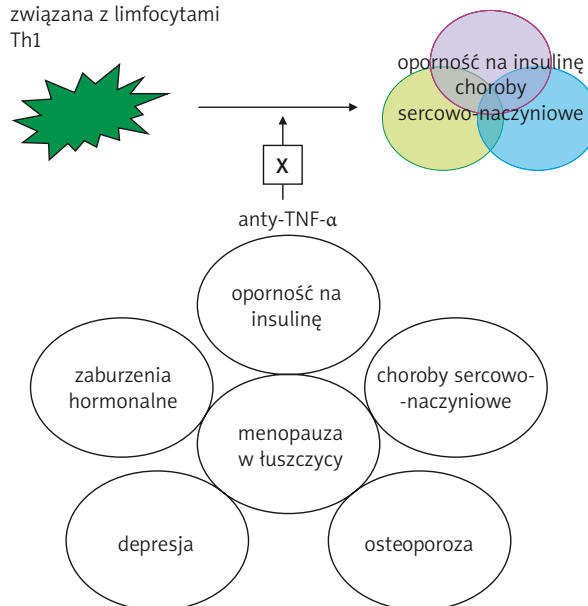 związana z limfocytami
Th1
oporność na insulinę
choroby
sercowo-naczyniowe
X
anty-TNF-α
oporność na
insulinę
zaburzenia
hormonalne
choroby sercowo-
-naczyniowe
menopauza
w łuszczycy
depresja
osteoporoza